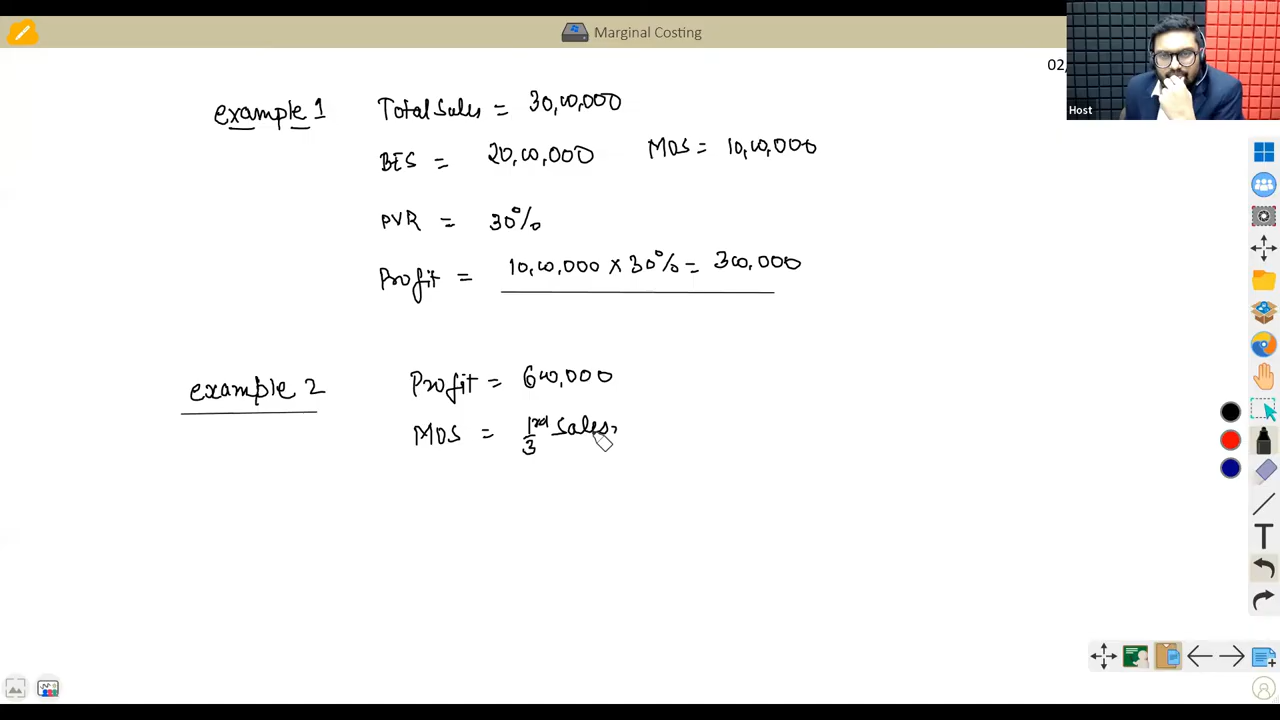 Marginal Costing
02/
Host
example 1 Total Sales = 30,00,000
BES = 20,00,000 MOS = 10,00,000
PVR = 30%
Profit = 10,00,000 x 30% = 300,000
example 2 Profit = 600,000
MOS = 1/3rd Sales,
T